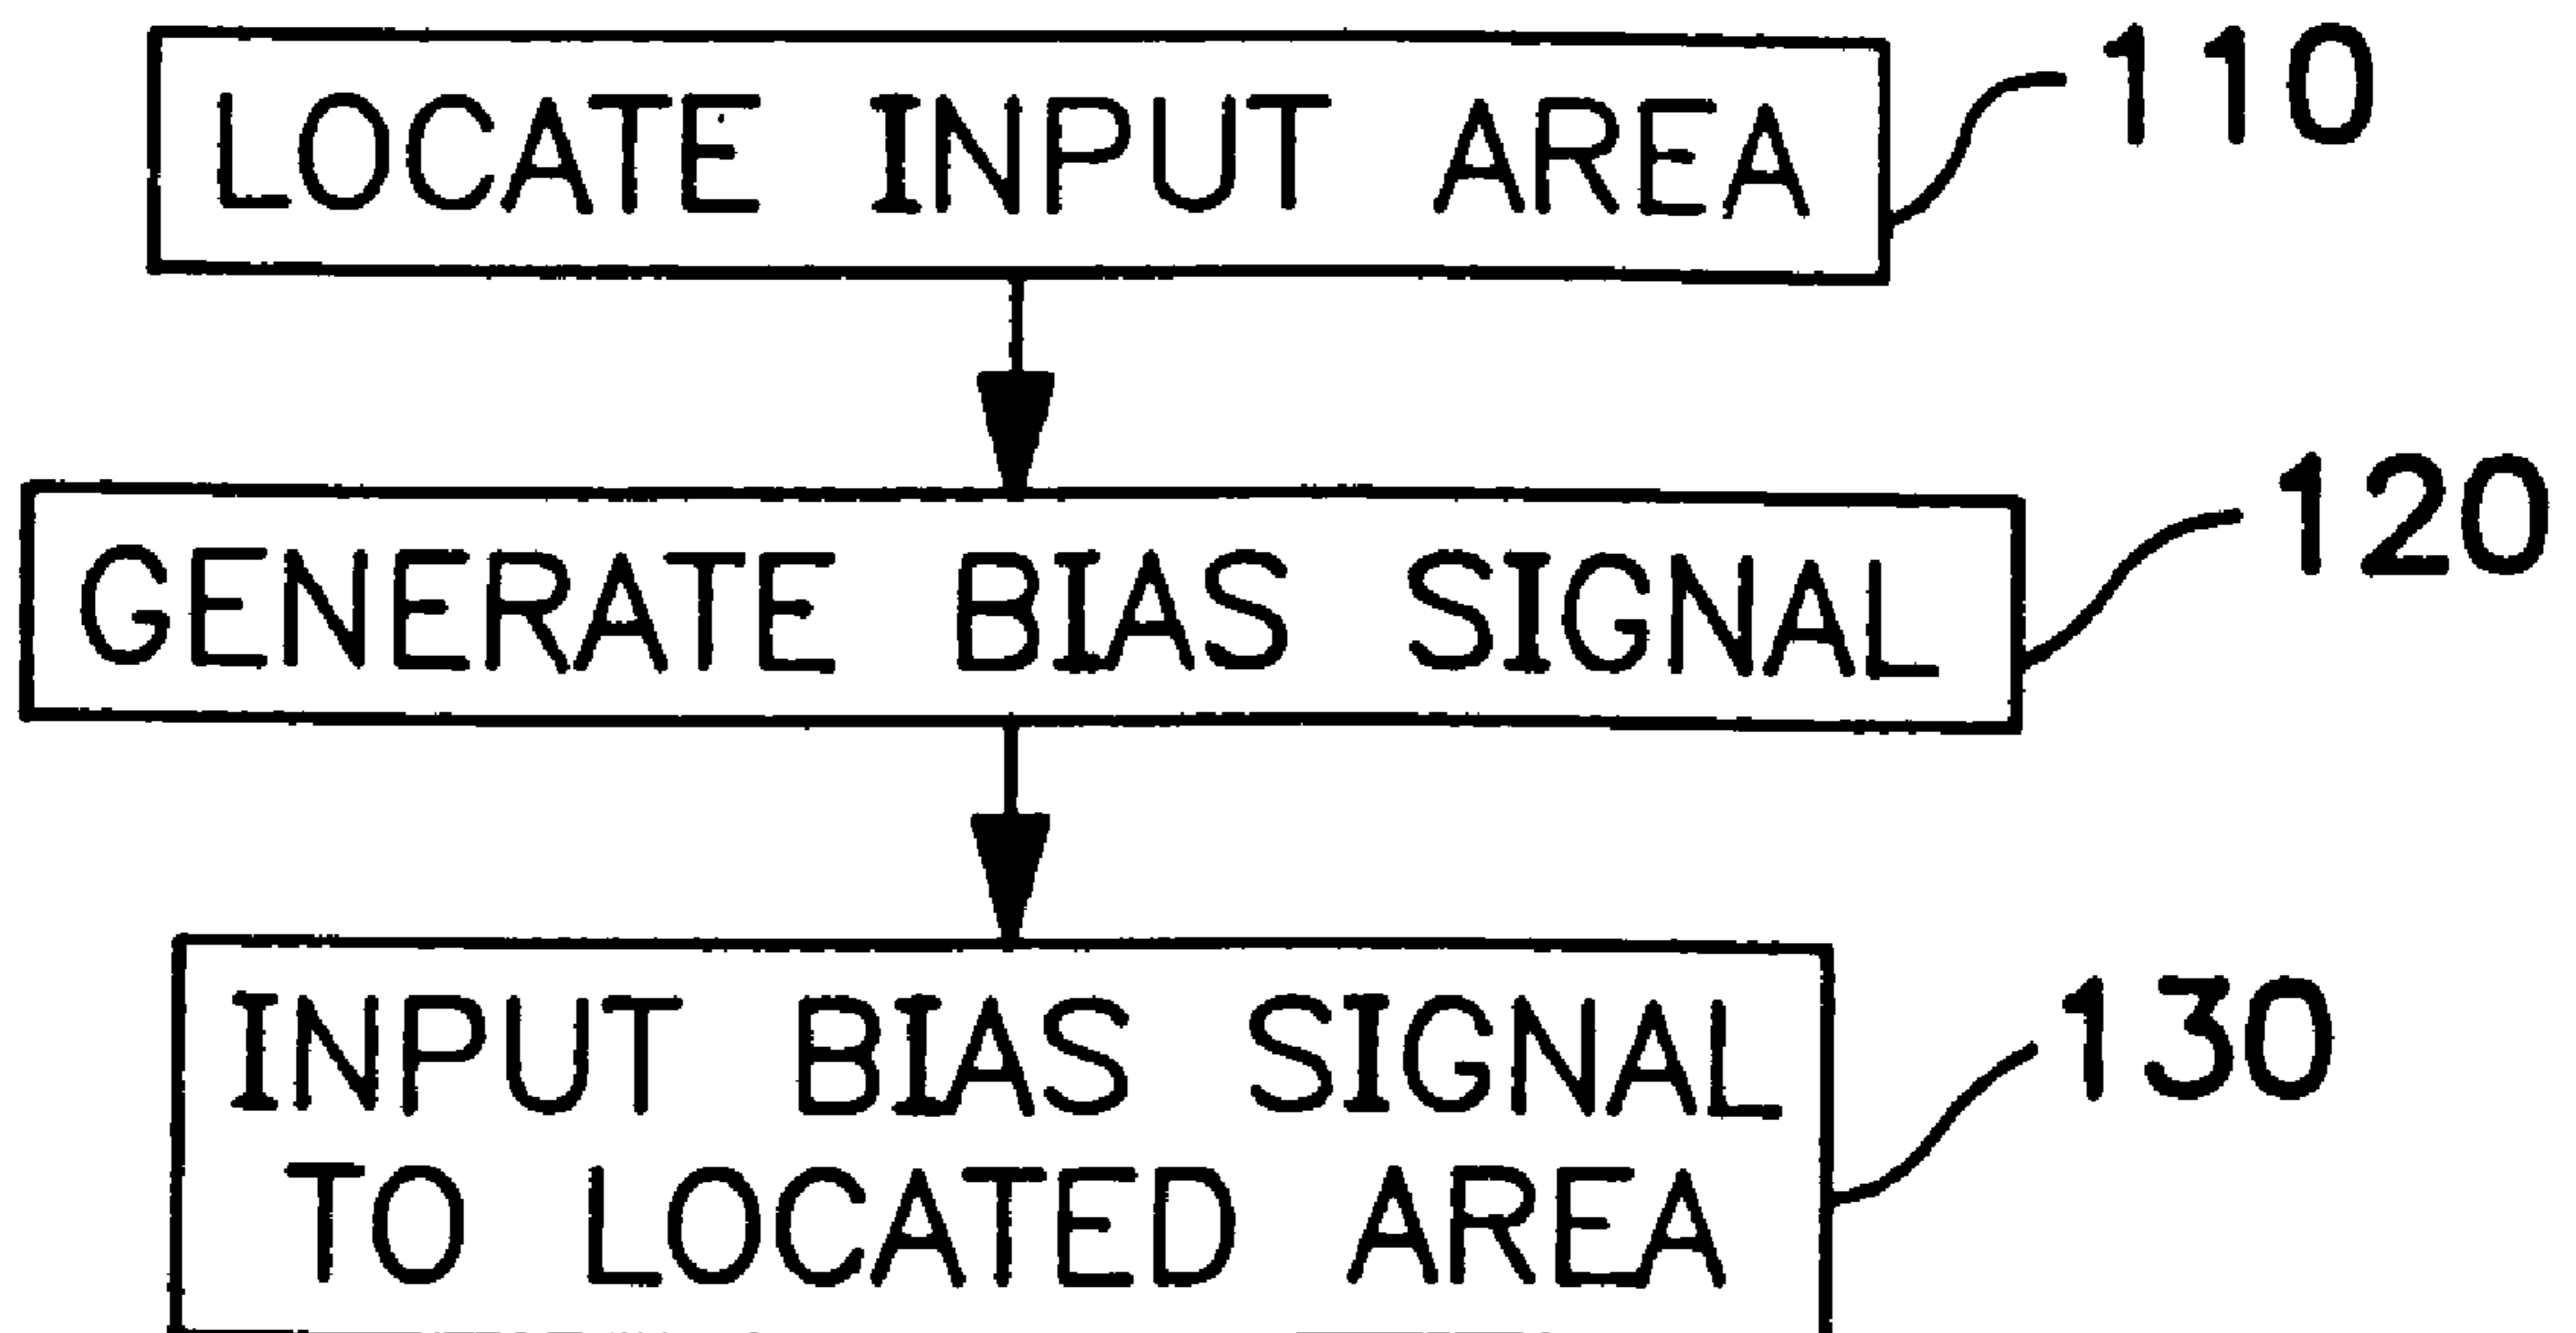 LOCATE INPUT AREA
110
GENERATE BIAS SIGNAL
120
INPUT BIAS SIGNAL
TO LOCATED AREA
130